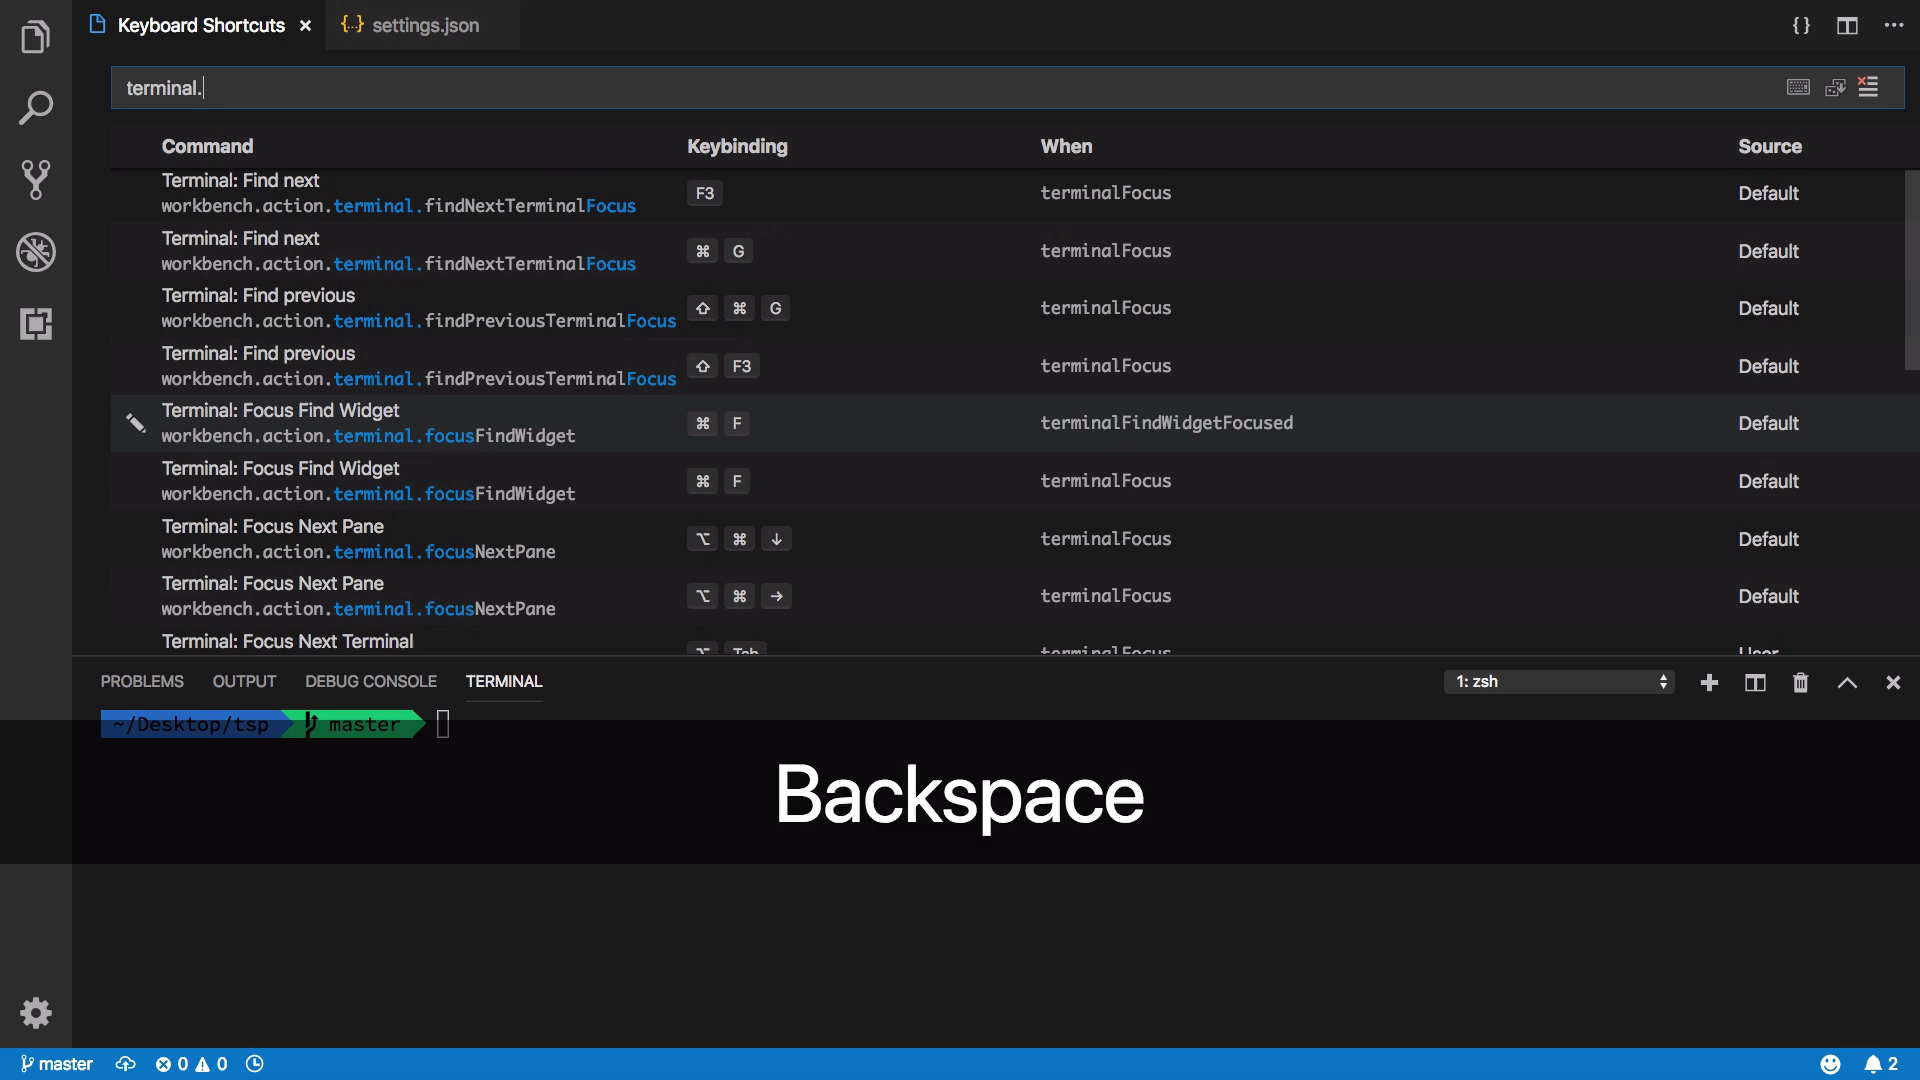 Keyboard Shortcuts × {..} settings.json
terminal.
Command Keybinding When Source
Terminal: Find next
workbench.action.terminal.findNextTerminalFocus F3 terminalFocus Default
Terminal: Find next
workbench.action.terminal.findNextTerminalFocus ⌘ G terminalFocus Default
Terminal: Find previous
workbench.action.terminal.findPreviousTerminalFocus ⇧ ⌘ G terminalFocus Default
Terminal: Find previous
workbench.action.terminal.findPreviousTerminalFocus ⇧ F3 terminalFocus Default
Terminal: Focus Find Widget
workbench.action.terminal.focusFindWidget ⌘ F terminalFindWidgetFocused Default
Terminal: Focus Find Widget
workbench.action.terminal.focusFindWidget ⌘ F terminalFocus Default
Terminal: Focus Next Pane
workbench.action.terminal.focusNextPane ⌥ ⌘ ↓ terminalFocus Default
Terminal: Focus Next Pane
workbench.action.terminal.focusNextPane ⌥ ⌘ → terminalFocus Default
Terminal: Focus Next Terminal
⌥ Tab terminalFocus User
PROBLEMS OUTPUT DEBUG CONSOLE TERMINAL 1: zsh
~/Desktop/tsp master
Backspace
master 0 0 2